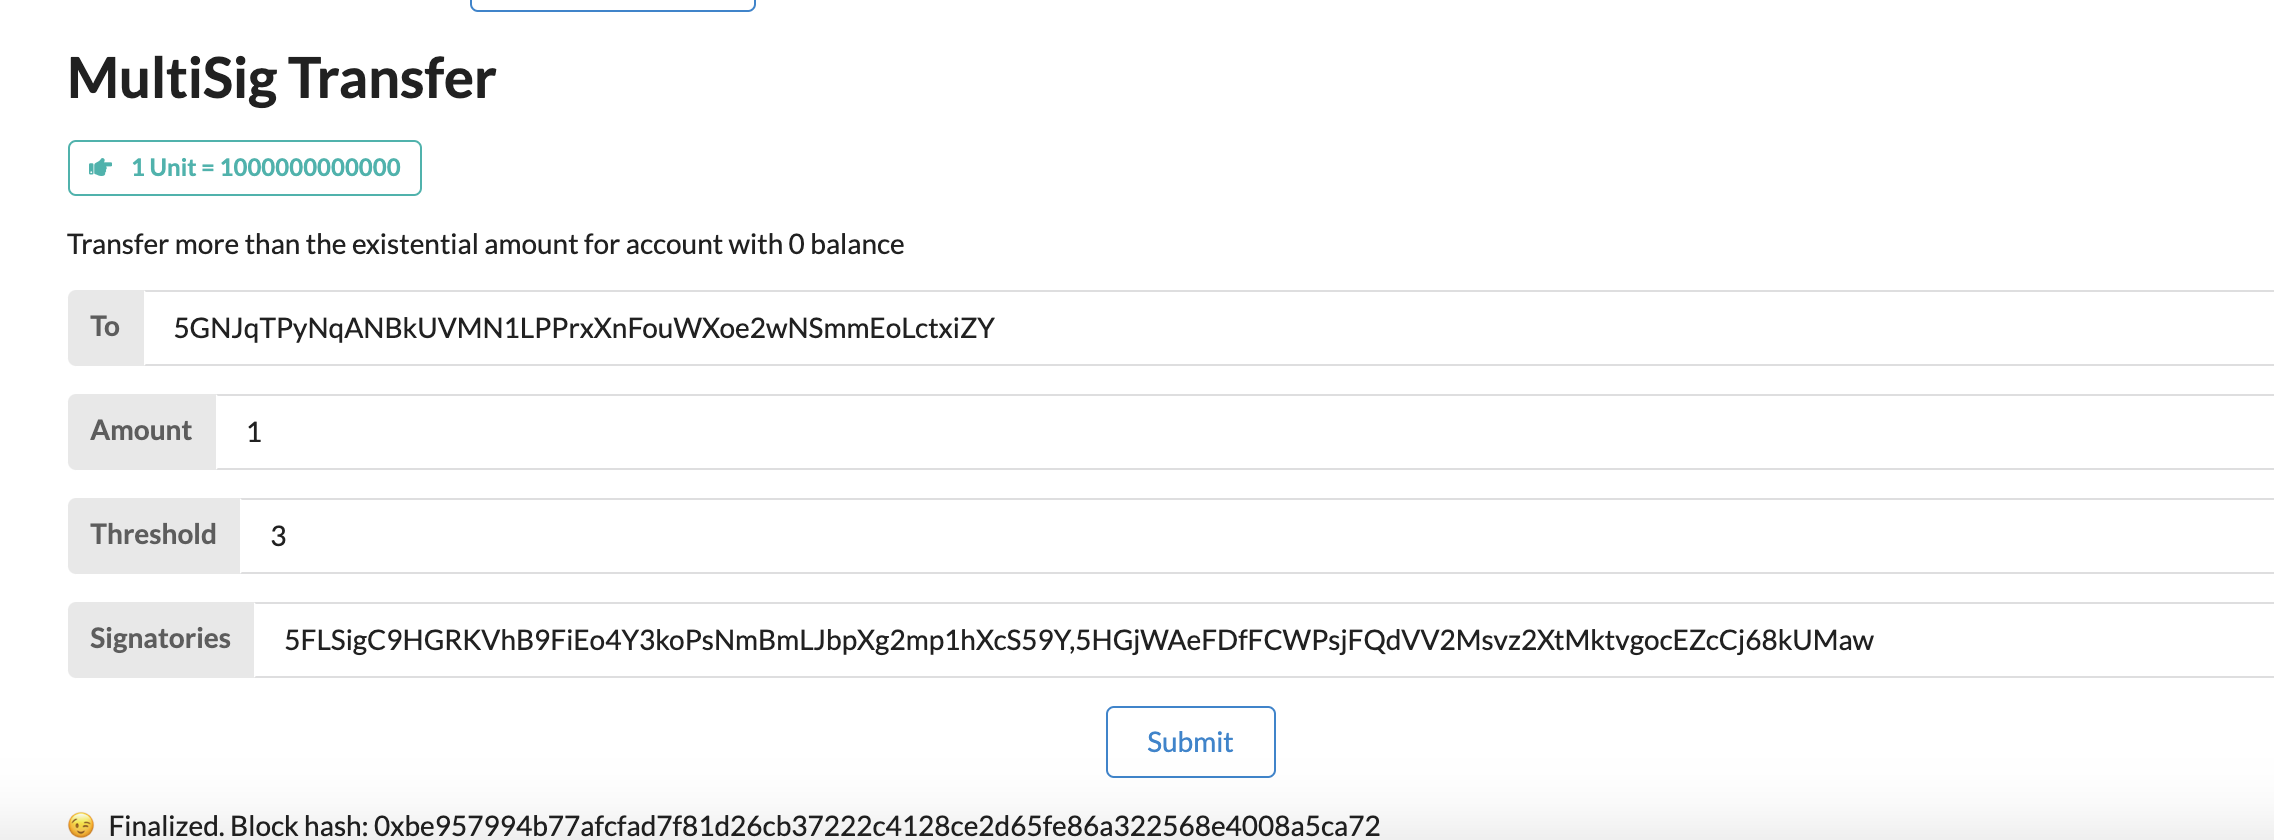 MultiSig Transfer
1 Unit = 1000000000000
Transfer more than the existential amount for account with 0 balance
To 5GNJqTPyNqANBkUVMN1LPPrxXnFouWXoe2wNSmmEoLctxiZY
Amount 1
Threshold 3
Signatories 5FLSigC9HGRKVhB9FiEo4Y3koPsNmBmLJbpXg2mp1hXcS59Y,5HGjWAeFDfFCWPsjFQdVV2Msvz2XtMktvgocEZcCj68kUMaw
Submit
😉 Finalized. Block hash: 0xbe957994b77afcfad7f81d26cb37222c4128ce2d65fe86a322568e4008a5ca72